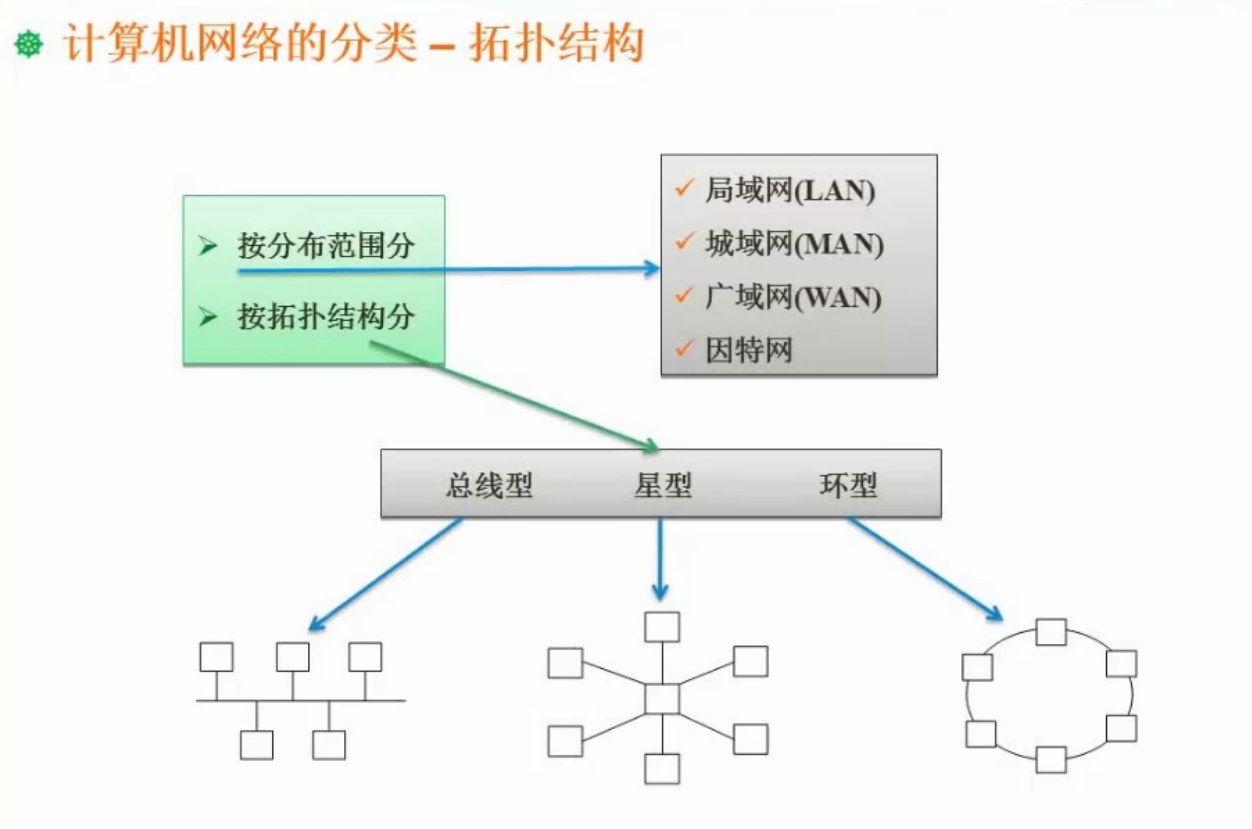 计算机网络的分类 – 拓扑结构
按分布范围分
按拓扑结构分
局域网(LAN)
城域网(MAN)
广域网(WAN)
因特网
总线型 星型 环型